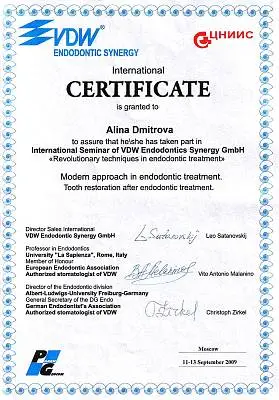 VDW
ENDODONTIC SYNERGY
ЦНИИС
International
CERTIFICATE
is granted to
Alina Dmitrova
to assure that he/she has taken part in
International Seminar of VDW Endodontics Synergy GmbH
«Revolutionary techniques in endodontic treatment»
Modern approach in endodontic treatment.
Tooth restoration after endodontic treatment.
Director Sales International
VDW Endodontic Synergy GmbH
Leo Satanovskij
Professor in Endodontics
University "La Sapienza", Rome, Italy
Member of Honour
European Endodontic Association
Authorized stomatologist of VDW
Vito Antonio Malanino
Director of the Endodontic division
Albert-Ludwigs-University Freiburg-Germany
General Secretary of the DG Endo
German Endodontist's Association
Authorized stomatologist of VDW
Christoph Zirkel
Moscow
11-13 September 2009